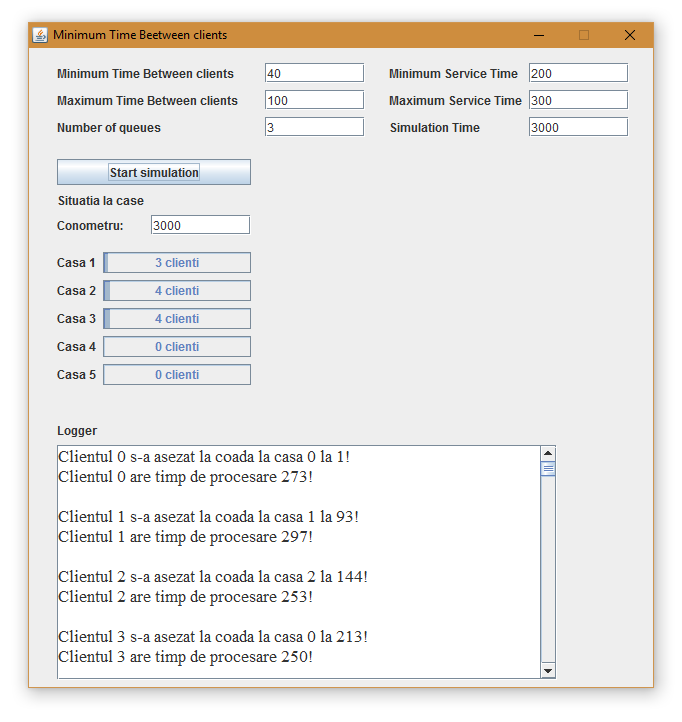 Minimum Time Beetween clients
Minimum Time Between clients 40 Minimum Service Time 200
Maximum Time Between clients 100 Maximum Service Time 300
Number of queues 3 Simulation Time 3000
Start simulation
Situatia la case
Conometru: 3000
Casa 1 3 clienti
Casa 2 4 clienti
Casa 3 4 clienti
Casa 4 0 clienti
Casa 5 0 clienti
Logger
Clientul 0 s-a asezat la coada la casa 0 la 1!
Clientul 0 are timp de procesare 273!
Clientul 1 s-a asezat la coada la casa 1 la 93!
Clientul 1 are timp de procesare 297!
Clientul 2 s-a asezat la coada la casa 2 la 144!
Clientul 2 are timp de procesare 253!
Clientul 3 s-a asezat la coada la casa 0 la 213!
Clientul 3 are timp de procesare 250!